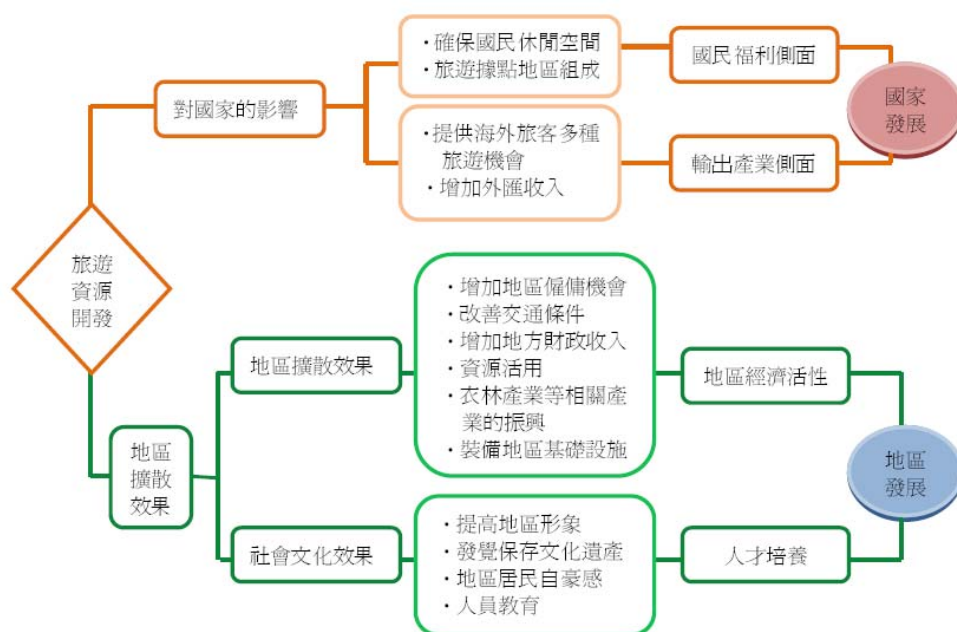 旅遊
資源
開發
對國家的影響
・確保國民休閒空間
・旅遊據點地區組成
國民福利側面
・提供海外旅客多種
旅遊機會
・增加外匯收入
輸出產業側面
國家
發展
地區
擴散
效果
地區擴散效果
・增加地區僱傭機會
・改善交通條件
・增加地方財政收入
・資源活用
・衣林產業等相關產
業的振興
・裝備地區基礎設施
地區經濟活性
社會文化效果
・提高地區形象
・發覺保存文化遺產
・地區居民自豪感
・人員教育
人才培養
地區
發展